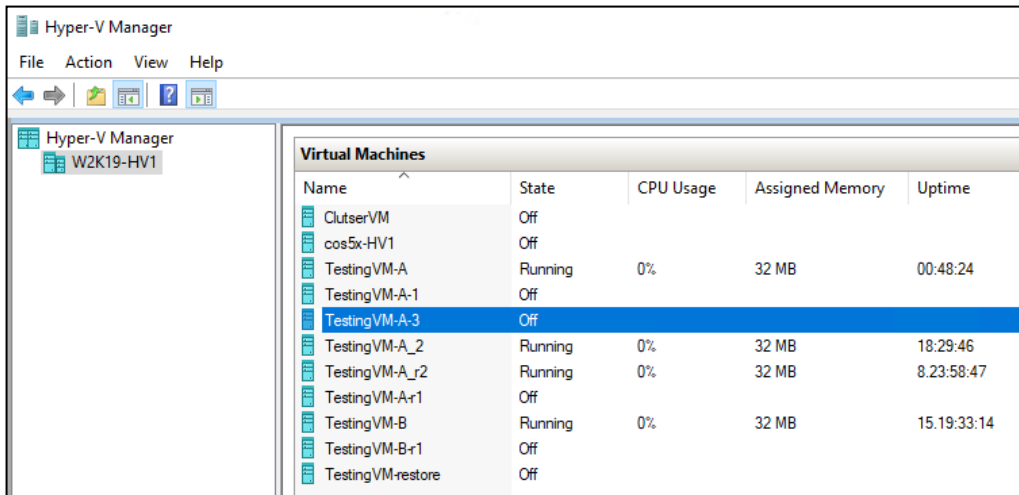 Hyper-V Manager
File Action View Help
Hyper-V Manager
W2K19-HV1
Virtual Machines
Name State CPU Usage Assigned Memory Uptime
ClutserVM Off
cos5x-HV1 Off
TestingVM-A Running 0% 32 MB 00:48:24
TestingVM-A-1 Off
TestingVM-A-3 Off
TestingVM-A_2 Running 0% 32 MB 18:29:46
TestingVM-A_r2 Running 0% 32 MB 8.23:58:47
TestingVM-A-r1 Off
TestingVM-B Running 0% 32 MB 15.19:33:14
TestingVM-B-r1 Off
TestingVM-restore Off